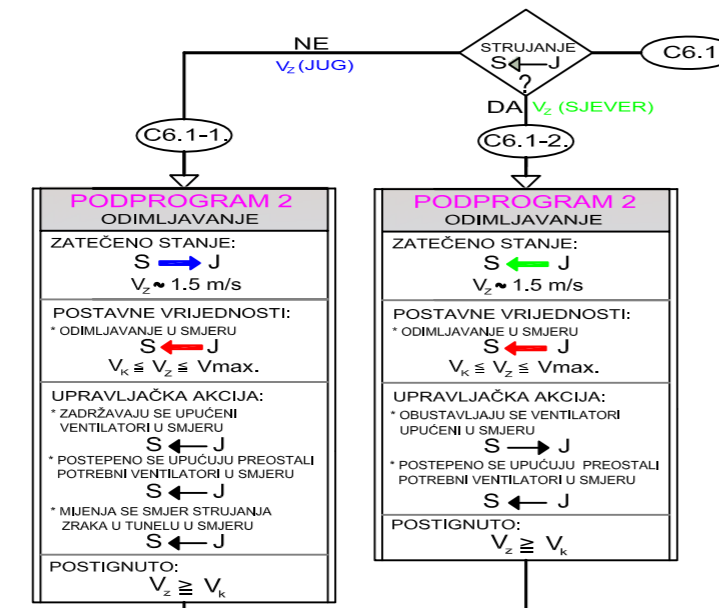 STRUJANJE
S J
?
C6.1
NE
Vz (JUG)
DA Vz (SJEVER)
C6.1-1.
C6.1-2.
PODPROGRAM 2
ODIMLJAVANJE
ZATEČENO STANJE:
S J
Vz ~ 1.5 m/s
POSTAVNE VRIJEDNOSTI:
* ODIMLJAVANJE U SMJERU
S J
VK ≦ Vz ≦ Vmax.
UPRAVLJAČKA AKCIJA:
* ZADRŽAVAJU SE UPUĆENI
VENTILATORI U SMJERU
S J
* POSTEPENO SE UPUĆUJU PREOSTALI
POTREBNI VENTILATORI U SMJERU
S J
* MIJENJA SE SMJER STRUJANJA
ZRAKA U TUNELU U SMJERU
S J
POSTIGNUTO:
Vz ≧ Vk
PODPROGRAM 2
ODIMLJAVANJE
ZATEČENO STANJE:
S J
Vz ~ 1.5 m/s
POSTAVNE VRIJEDNOSTI:
* ODIMLJAVANJE U SMJERU
S J
VK ≦ Vz ≦ Vmax.
UPRAVLJAČKA AKCIJA:
* OBUSTAVLJAJU SE VENTILATORI
UPUĆENI U SMJERU
S J
* POSTEPENO SE UPUĆUJU PREOSTALI
POTREBNI VENTILATORI U SMJERU
S J
POSTIGNUTO:
Vz ≧ Vk